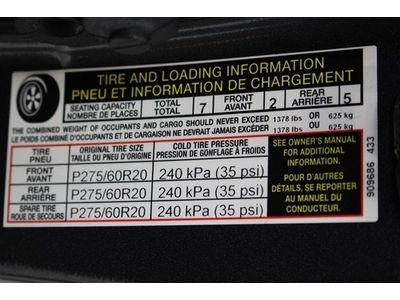 TIRE AND LOADING INFORMATION
PNEU ET INFORMATION DE CHARGEMENT
SEATING CAPACITY TOTAL 7 FRONT 2 REAR 5
NOMBRE DE PLACES TOTAL AVANT ARRIÈRE
THE COMBINED WEIGHT OF OCCUPANTS AND CARGO SHOULD NEVER EXCEED 1378 lbs OR 625 kg
LE POIDS COMBINÉ D'OCCUPANTS ET CARGAISON NE DEVRAIT JAMAIS EXCÉDER 1378 lbs OU 625 kg
TIRE ORIGINAL TIRE SIZE COLD TIRE PRESSURE
PNEU TAILLE DU PNEU D'ORIGINE PRESSION DE GONFLAGE À FROIDS
FRONT
AVANT P275/60R20 240 kPa (35 psi)
REAR
ARRIÈRE P275/60R20 240 kPa (35 psi)
SPARE TIRE
ROUE DE SECOURS P275/60R20 240 kPa (35 psi)
SEE OWNER'S MANUAL
FOR ADDITIONAL
INFORMATION.
POUR D'AUTRES
DÉTAILS, SE REPORTER
AU MANUEL DU
CONDUCTEUR.
909686 433